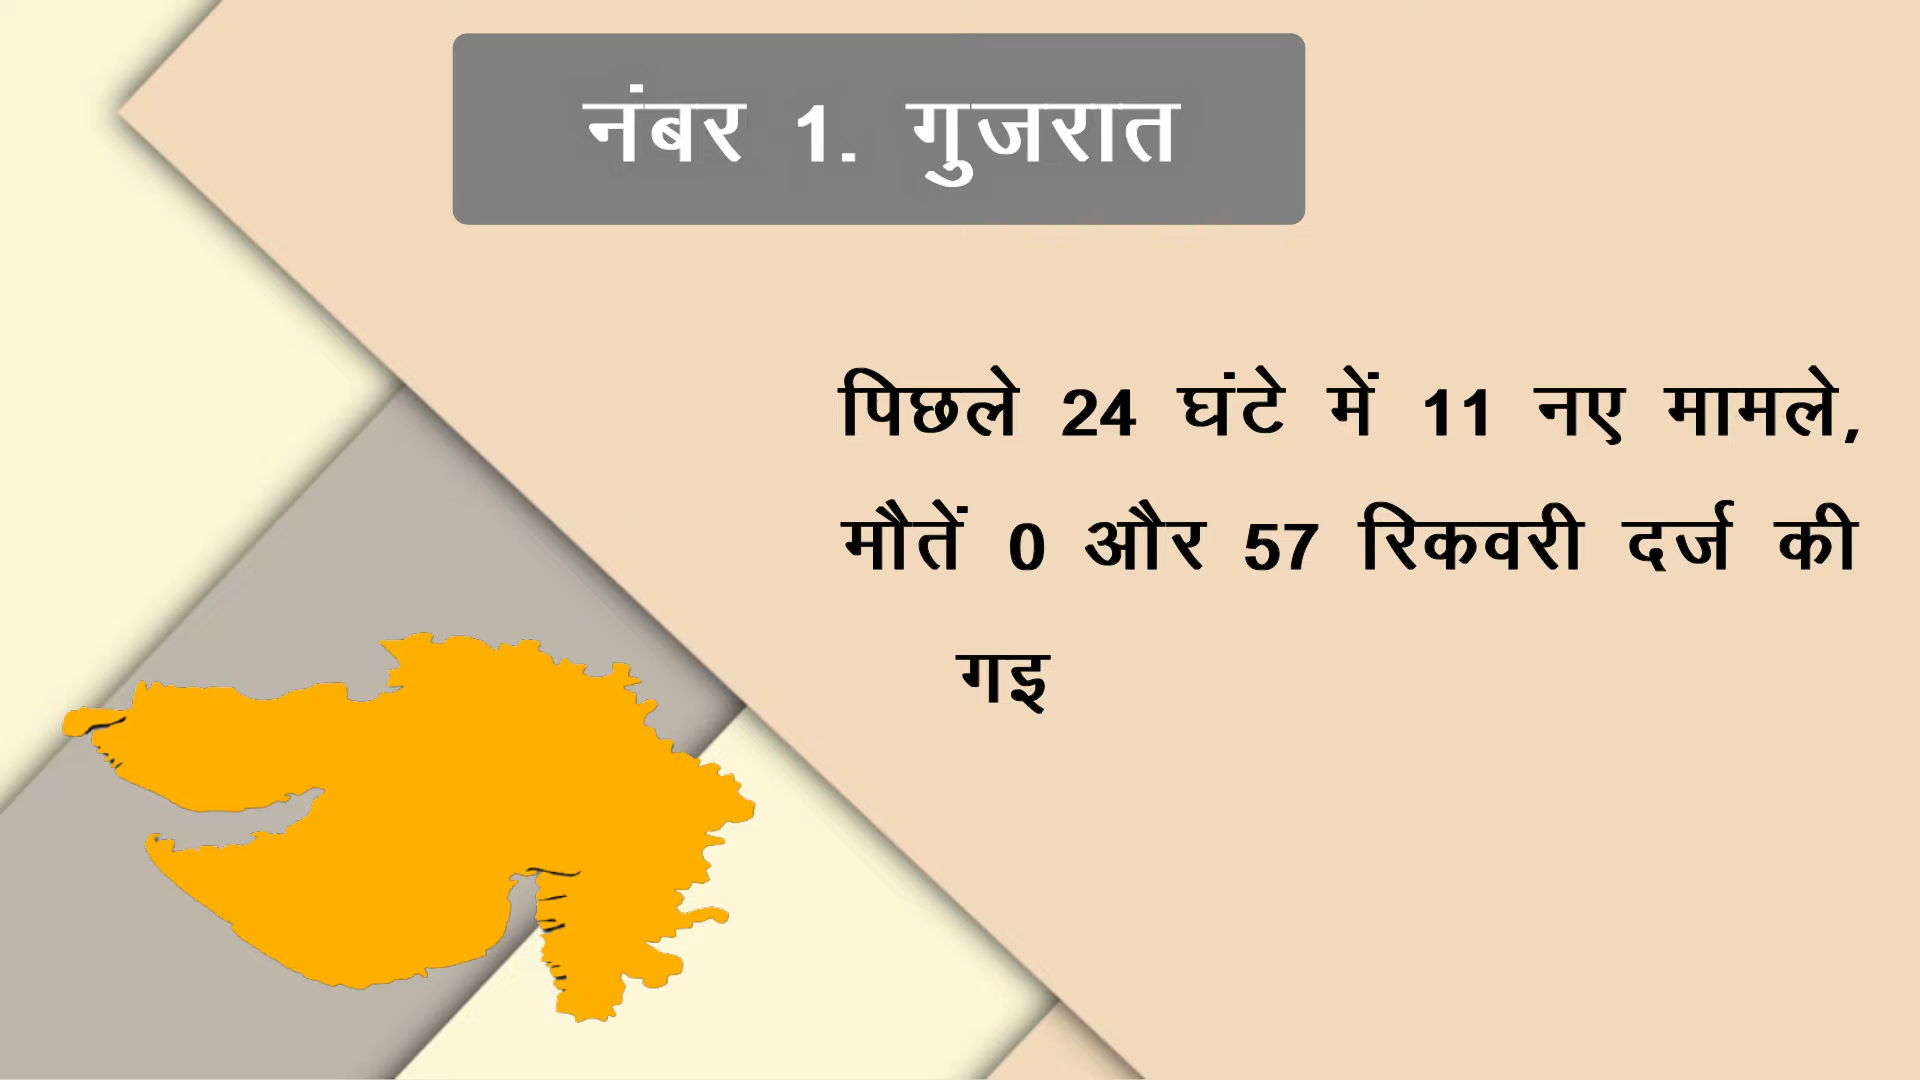 नंबर 1. गुजरात
पिछले 24 घंटे में 11 नए मामले,
मौतें 0 और 57 रिकवरी दर्ज की
गइ